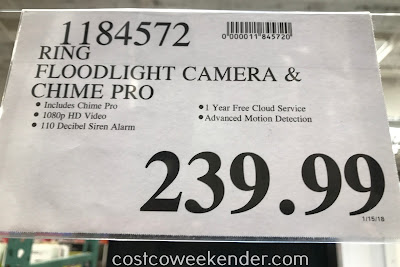 1184572
0000011845720
RING
FLOODLIGHT CAMERA &
CHIME PRO
• Includes Chime Pro
• 1080p HD Video
• 110 Decibel Siren Alarm
• 1 Year Free Cloud Service
• Advanced Motion Detection
239.99
1/15/18
costcoweekender.com